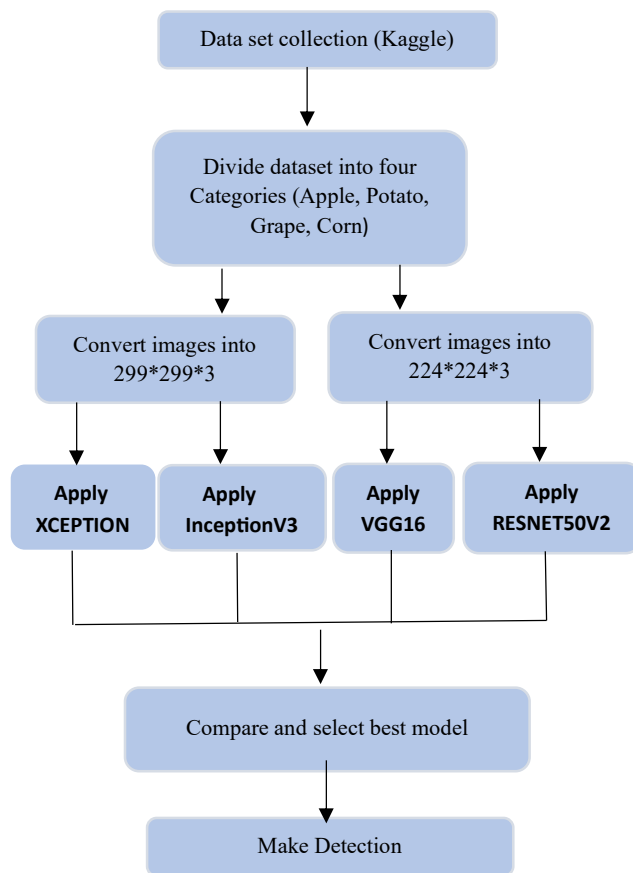 Data set collection (Kaggle)
Divide dataset into four
Categories (Apple, Potato,
Grape, Corn)
Convert images into
299*299*3
Convert images into
224*224*3
Apply
XCEPTION
Apply
InceptionV3
Apply
VGG16
Apply
RESNET50V2
Compare and select best model
Make Detection